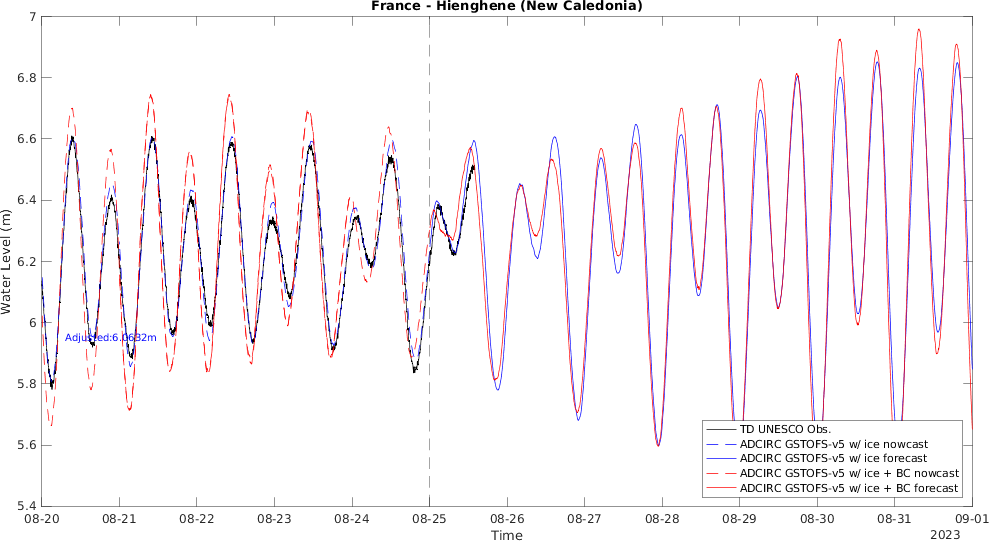 France - Hienghene (New Caledonia)
7
6.8
6.6
6.4
6.2
6
5.8
5.6
5.4
Water Level (m)
Adjusted:6.0632m
TD UNESCO Obs.
ADCIRC GSTOFS-v5 w/ ice nowcast
ADCIRC GSTOFS-v5 w/ ice forecast
ADCIRC GSTOFS-v5 w/ ice + BC nowcast
ADCIRC GSTOFS-v5 w/ ice + BC forecast
08-20 08-21 08-22 08-23 08-24 08-25 08-26 08-27 08-28 08-29 08-30 08-31 09-01
Time
2023